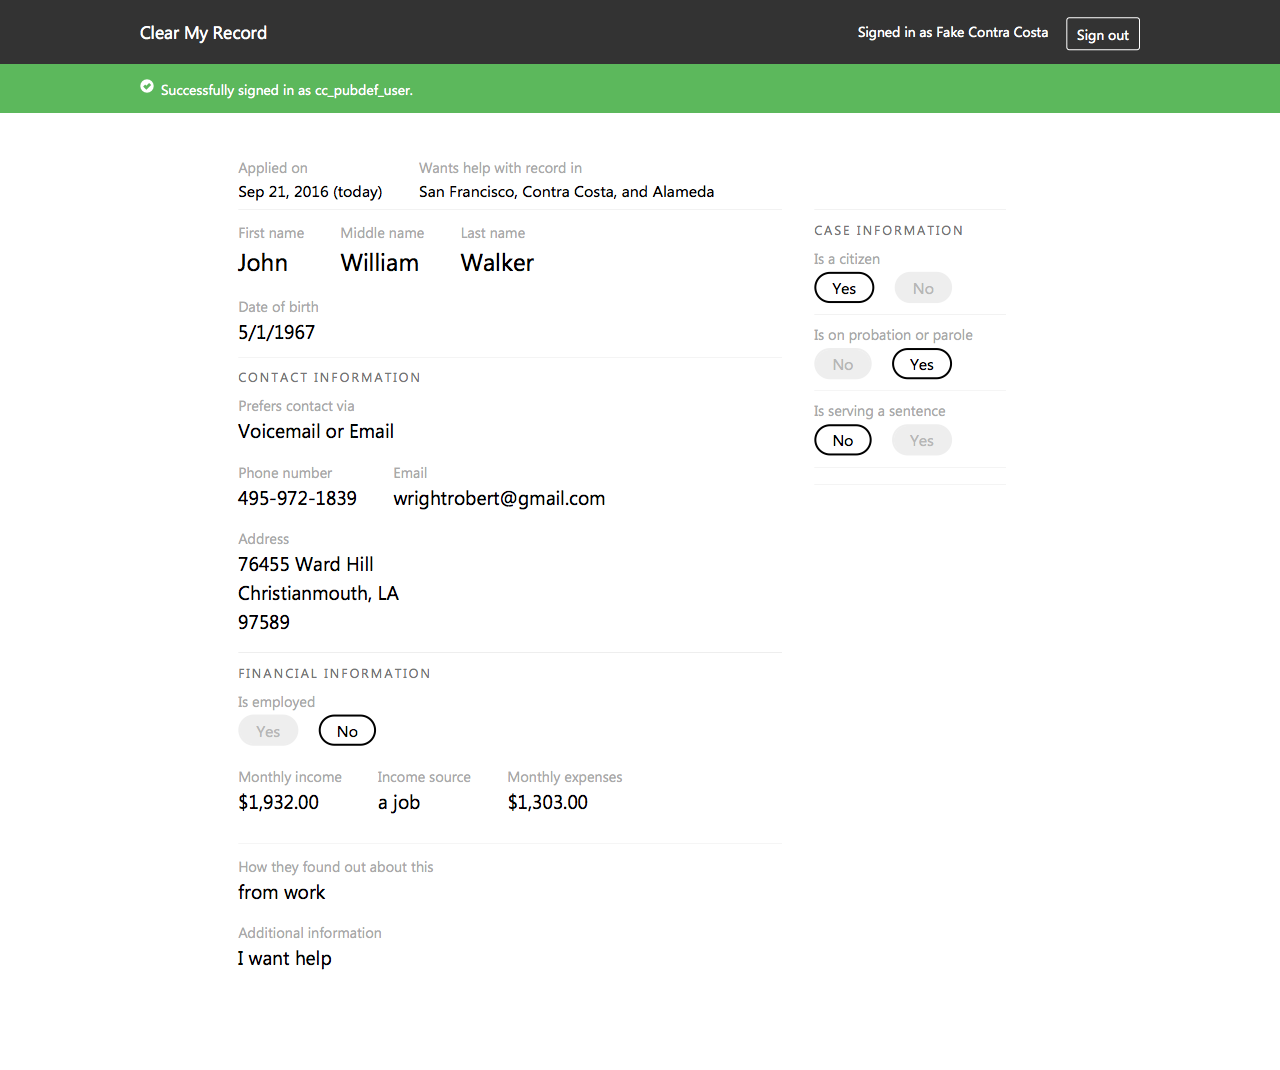 Clear My Record
Signed in as Fake Contra Costa
Sign out
Successfully signed in as cc_pubdef_user.
Applied on
Sep 21, 2016 (today)
Wants help with record in
San Francisco, Contra Costa, and Alameda
First name
John
Middle name
William
Last name
Walker
Date of birth
5/1/1967
CONTACT INFORMATION
Prefers contact via
Voicemail or Email
Phone number
495-972-1839
Email
wrightrobert@gmail.com
Address
76455 Ward Hill
Christianmouth, LA
97589
FINANCIAL INFORMATION
Is employed
Yes
No
Monthly income
$1,932.00
Income source
a job
Monthly expenses
$1,303.00
How they found out about this
from work
Additional information
I want help
CASE INFORMATION
Is a citizen
Yes
No
Is on probation or parole
No
Yes
Is serving a sentence
No
Yes